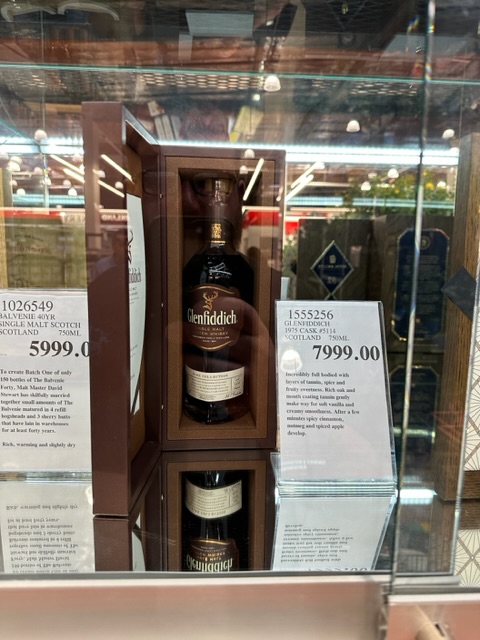 1026549
BALVENIE 40YR
SINGLE MALT SCOTCH
SCOTLAND 750ML
5999.0
To create Batch One of only
150 bottles of The Balvenie
Forty, Malt Master David
Stewart has skilfully married
together small amounts of The
Balvenie matured in 4 refill
hogsheads and 3 sherry butts
that have lain in warehouses
for at least forty years.
Rich, warming and slightly dry
Glenfiddich
SINGLE MALT
SCOTCH WHISKY
COLLECTION
1555256
GLENFIDDICH
1975 CASK #5114
SCOTLAND 750ML
7999.00
Incredibly full bodied with
layers of tannin, spice and
fruity sweetness. Rich oak and
mouth coating tannin gently
make way for soft vanilla and
creamy smoothness. After a few
minutes spicy cinnamon,
nutmeg and spiced apple
develop.